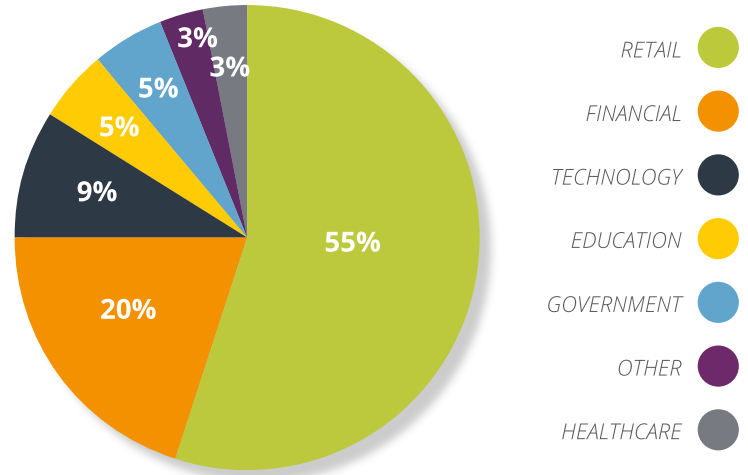 3%
3%
5%
5%
9%
55%
20%
RETAIL
FINANCIAL
TECHNOLOGY
EDUCATION
GOVERNMENT
OTHER
HEALTHCARE